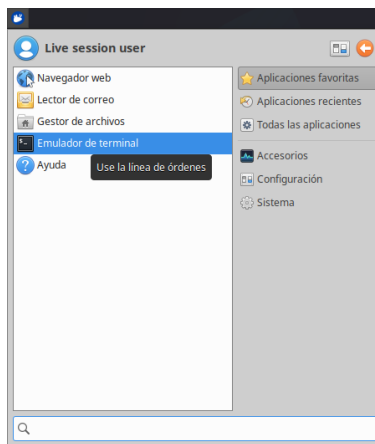 Live session user
Navegador web
Lector de correo
Gestor de archivos
Emulador de terminal
Ayuda
Use la línea de órdenes
Aplicaciones favoritas
Aplicaciones recientes
Todas las aplicaciones
Accesorios
Configuración
Sistema